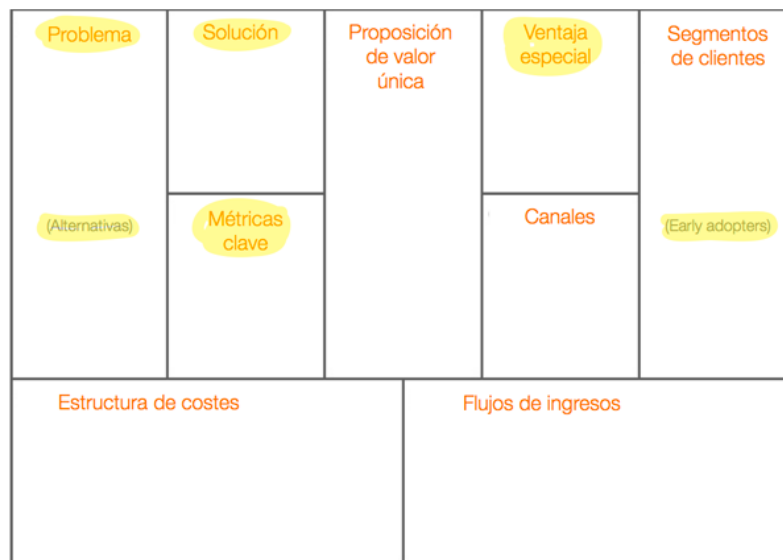 Problema
(Alternativas)
Solución
Métricas
clave
Proposición
de valor
única
Ventaja
especial
Canales
Segmentos
de clientes
(Early adopters)
Estructura de costes
Flujos de ingresos